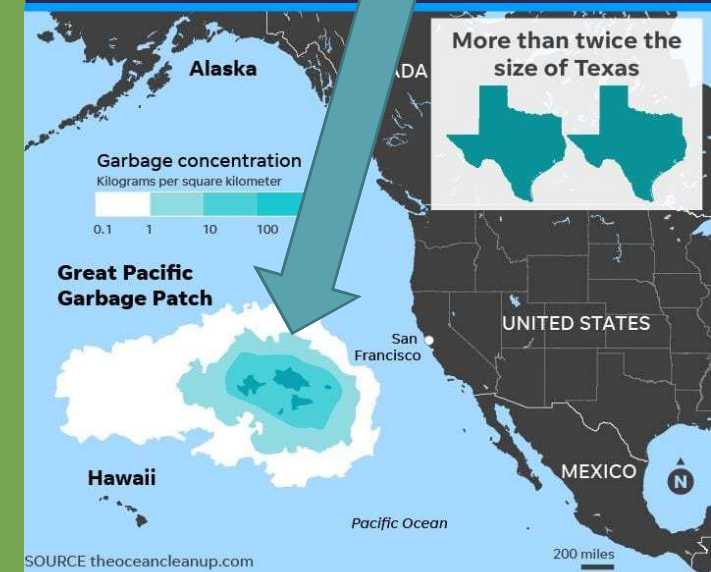 More than twice the
size of Texas
Alaska
ADA
Garbage concentration
Kilograms per square kilometer
0.1 1 10 100
Great Pacific
Garbage Patch
UNITED STATES
San
Francisco
Hawaii
MEXICO
N
Pacific Ocean
200 miles
SOURCE theoceancleanup.com